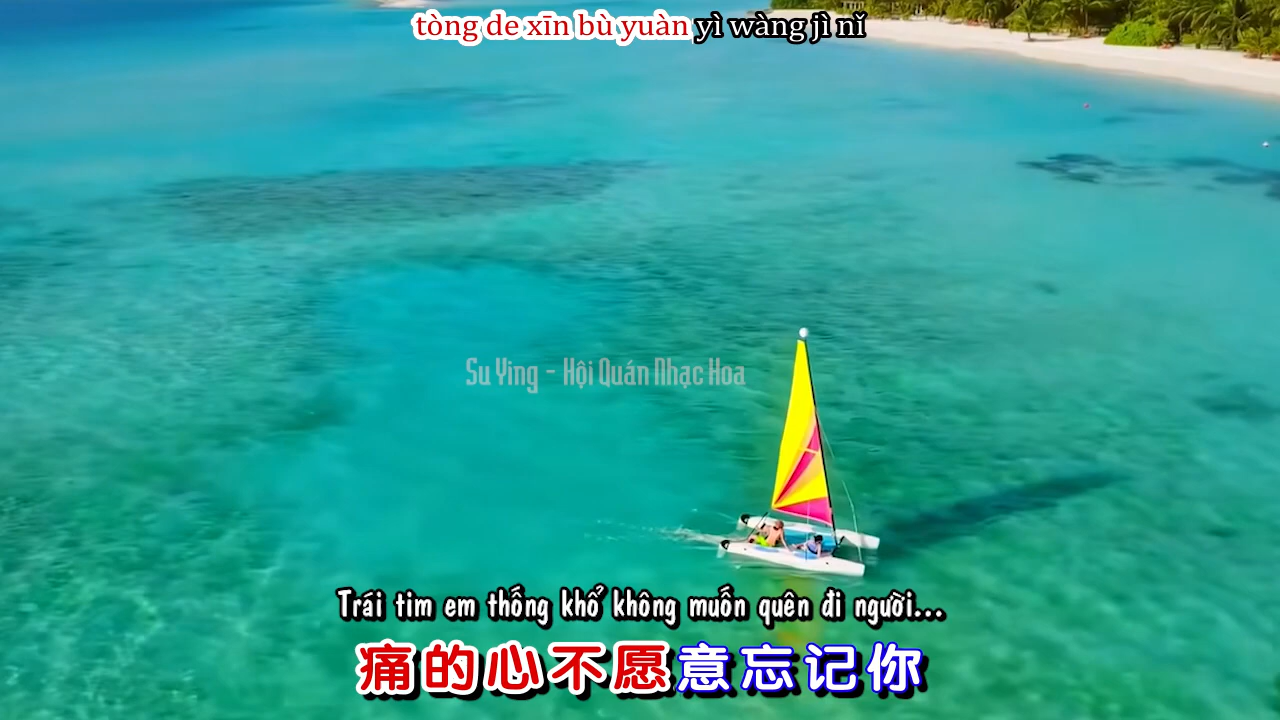 tòng de xīn bù yuàn yì wàng jì nǐ
Su Ying - Hội Quán Nhạc Hoa
Trái tim em thống khổ không muốn quên đi người...
痛的心不愿意忘记你